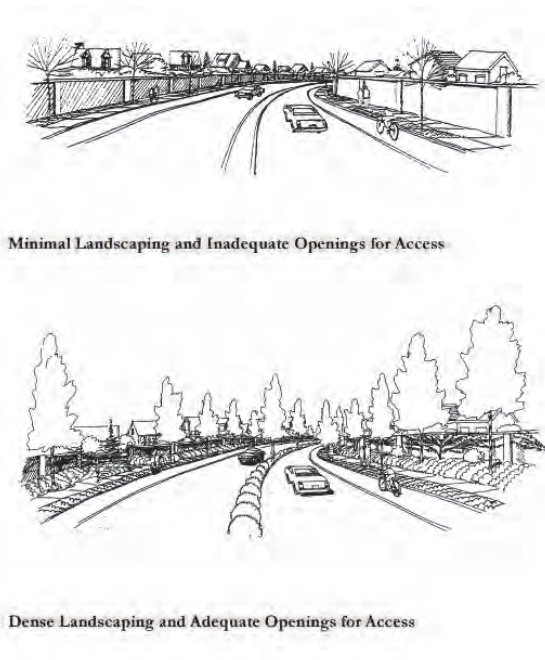 Minimal Landscaping and Inadequate Openings for Access
Dense Landscaping and Adequate Openings for Access